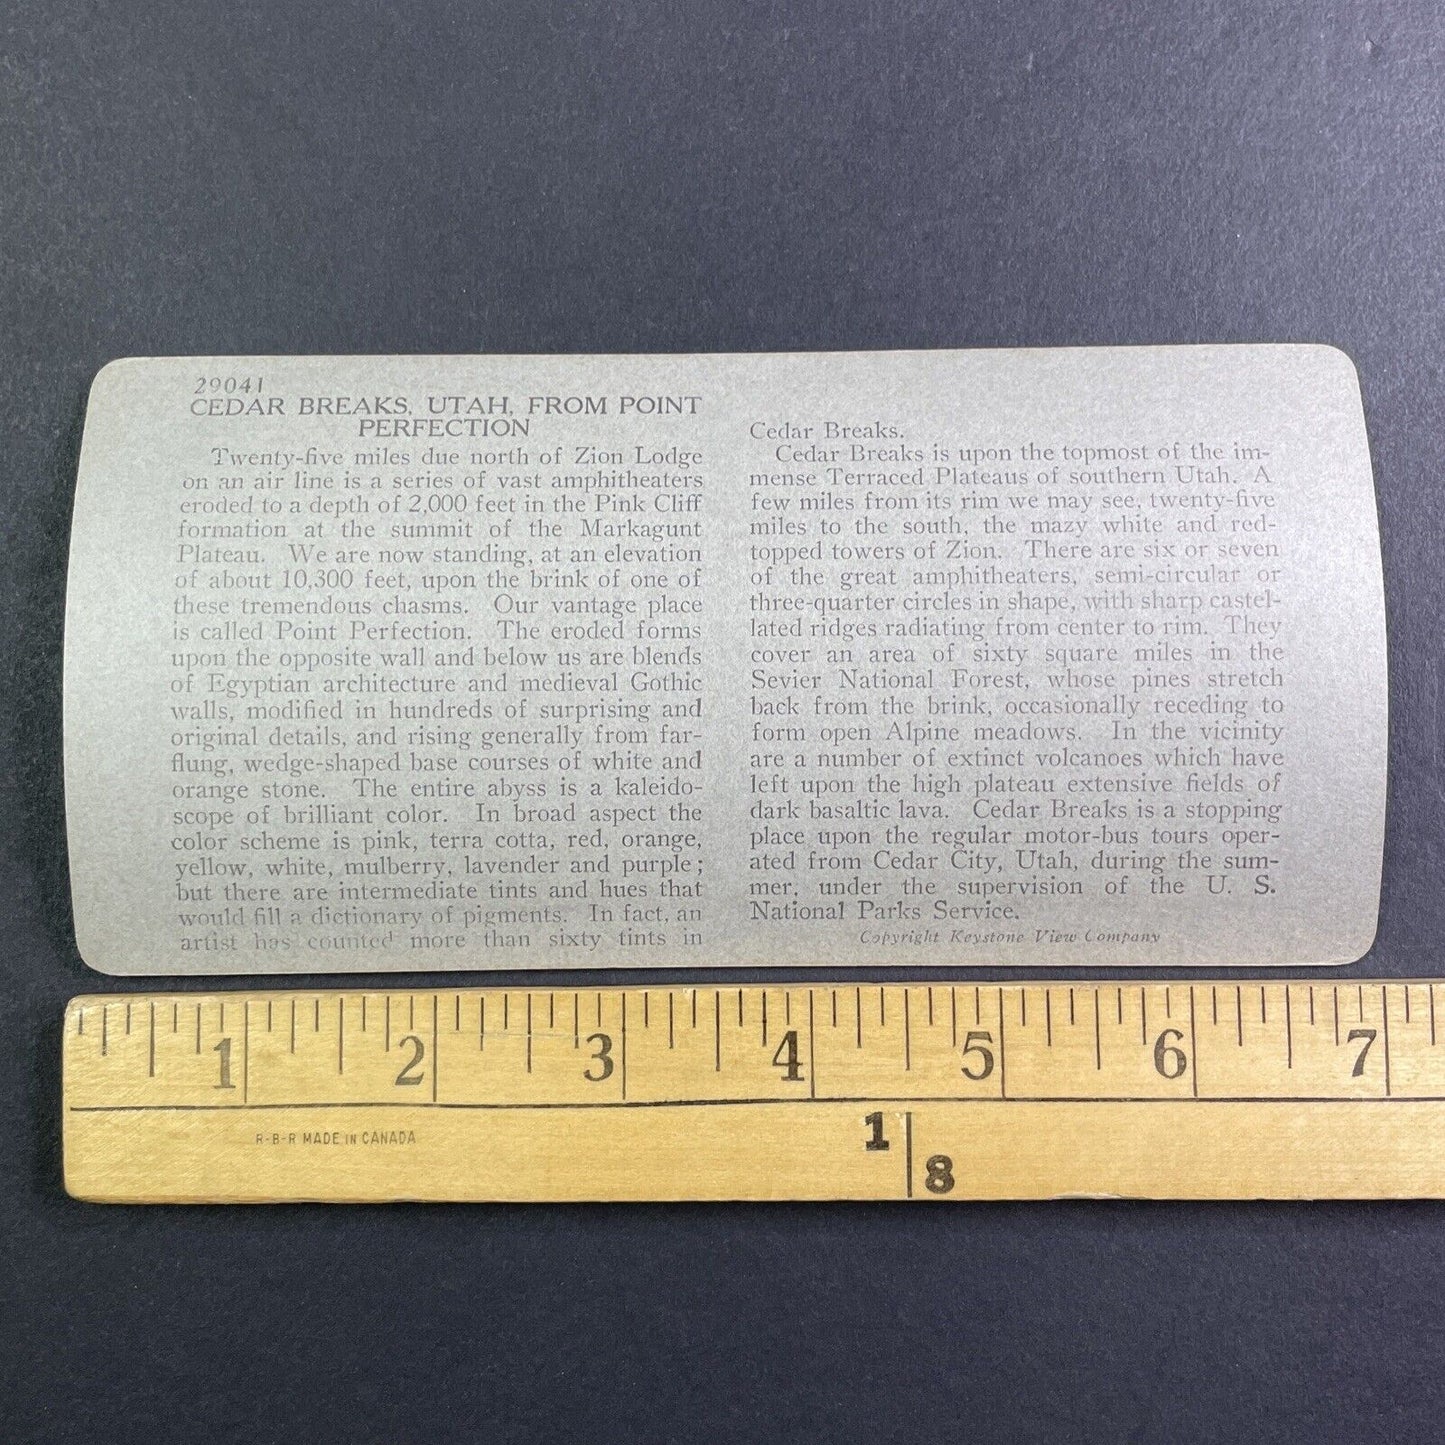 29041
CEDAR BREAKS, UTAH, FROM POINT
PERFECTION
Twenty-five miles due north of Zion Lodge
on an air line is a series of vast amphitheaters
eroded to a depth of 2,000 feet in the Pink Cliff
formation at the summit of the Markagunt
Plateau. We are now standing, at an elevation
of about 10,300 feet, upon the brink of one of
these tremendous chasms. Our vantage place
is called Point Perfection. The eroded forms
upon the opposite wall and below us are blends
of Egyptian architecture and medieval Gothic
walls, modified in hundreds of surprising and
original details, and rising generally from far-
flung, wedge-shaped base courses of white and
orange stone. The entire abyss is a kaleido-
scope of brilliant color. In broad aspect the
color scheme is pink, terra cotta, red, orange,
yellow, white, mulberry, lavender and purple;
but there are intermediate tints and hues that
would fill a dictionary of pigments. In fact, an
artist has counted more than sixty tints in
Cedar Breaks.
Cedar Breaks is upon the topmost of the im-
mense Terraced Plateaus of southern Utah. A
few miles from its rim we may see, twenty-five
miles to the south, the mazy white and red-
topped towers of Zion. There are six or seven
of the great amphitheaters, semi-circular or
three-quarter circles in shape, with sharp castel-
lated ridges radiating from center to rim. They
cover an area of sixty square miles in the
Sevier National Forest, whose pines stretch
back from the brink, occasionally receding to
form open Alpine meadows. In the vicinity
are a number of extinct volcanoes which have
left upon the high plateau extensive fields of
dark basaltic lava. Cedar Breaks is a stopping
place upon the regular motor-bus tours oper-
ated from Cedar City, Utah, during the sum-
mer, under the supervision of the U. S.
National Parks Service.
Copyright Keystone View Company
1 2 3 4 5 6 7
R-B-R MADE IN CANADA
1
8